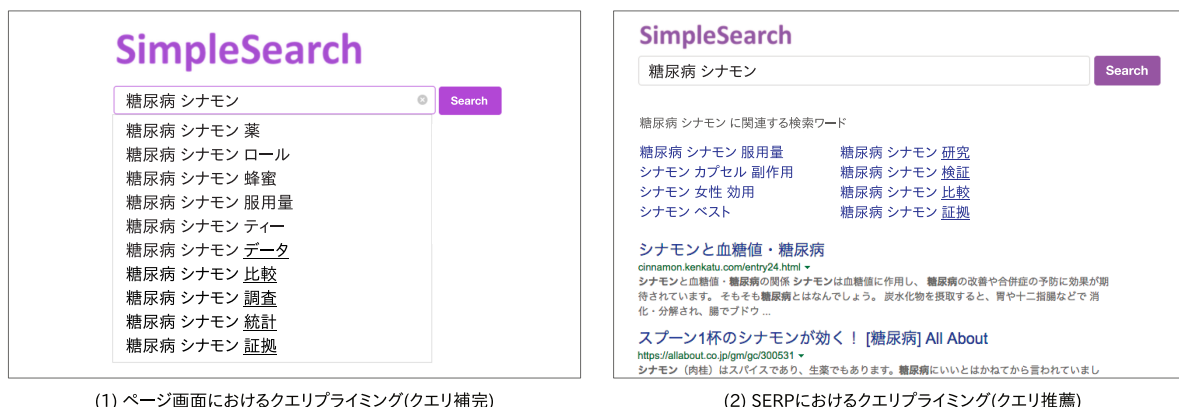 SimpleSearch
糖尿病 シナモン
Search
糖尿病 シナモン 薬
糖尿病 シナモン ロール
糖尿病 シナモン 蜂蜜
糖尿病 シナモン 服用量
糖尿病 シナモン ティー
糖尿病 シナモン データ
糖尿病 シナモン 比較
糖尿病 シナモン 調査
糖尿病 シナモン 統計
糖尿病 シナモン 証拠
(1) ページ画面におけるクエリプライミング(クエリ補完)
SimpleSearch
糖尿病 シナモン
Search
糖尿病 シナモン に関連する検索ワード
糖尿病 シナモン 服用量
シナモン カプセル 副作用
シナモン 女性 効用
シナモン ベスト
糖尿病 シナモン 研究
糖尿病 シナモン 検証
糖尿病 シナモン 比較
糖尿病 シナモン 証拠
シナモンと血糖値・糖尿病
cinnamon.kenkatu.com/entry24.html
シナモンと血糖値・糖尿病の関係 シナモンは血糖値に作用し、 糖尿病の改善や合併症の予防に効果が期
待されています。 そもそも糖尿病とはなんでしょう。 炭水化物を摂取すると、胃や十二指腸などで 消
化・分解され、腸でブドウ ...
スプーン1杯のシナモンが効く！ [糖尿病] All About
https://allabout.co.jp/gm/gc/300531
シナモン（肉桂）はスパイスであり、生薬でもあります。糖尿病にいいとはかねてから言われていまし
(2) SERPにおけるクエリプライミング(クエリ推薦)